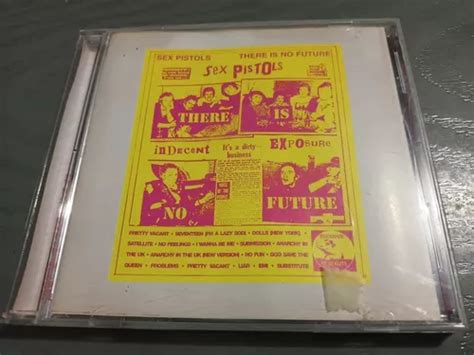 SEX PISTOLS THERE IS NO FUTURE
SEX PISTOLS
THERE IS
INDECENT EXPOSURE
It's a dirty
business
NO FUTURE
PRETTY VACANT • SEVENTEEN (I'M A LAZY SOD) • DOLLS (NEW YORK) •
SATELLITE • NO FEELINGS • I WANNA BE ME • SUBMISSION • ANARCHY IN
THE UK • ANARCHY IN THE UK (NEW VERSION) • NO FUN • GOD SAVE THE
QUEEN • PROBLEMS • PRETTY VACANT • LIAR • EMI • SUBSTITUTE